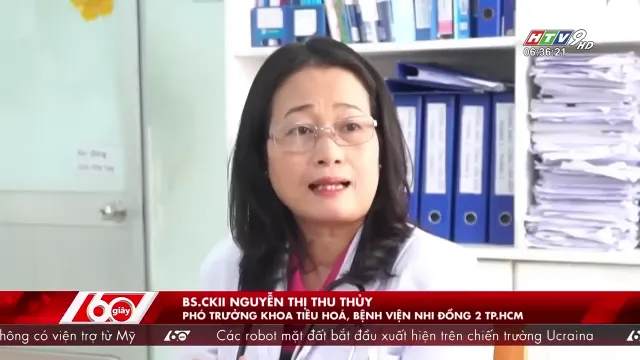 HTV9 HD
06:36:21
60 giây
BS.CKII NGUYỄN THỊ THU THỦY
PHÓ TRƯỞNG KHOA TIÊU HOÁ, BỆNH VIỆN NHI ĐỒNG 2 TP.HCM
hông có viện trợ từ Mỹ
Các robot mặt đất bắt đầu xuất hiện trên chiến trường Ucraina